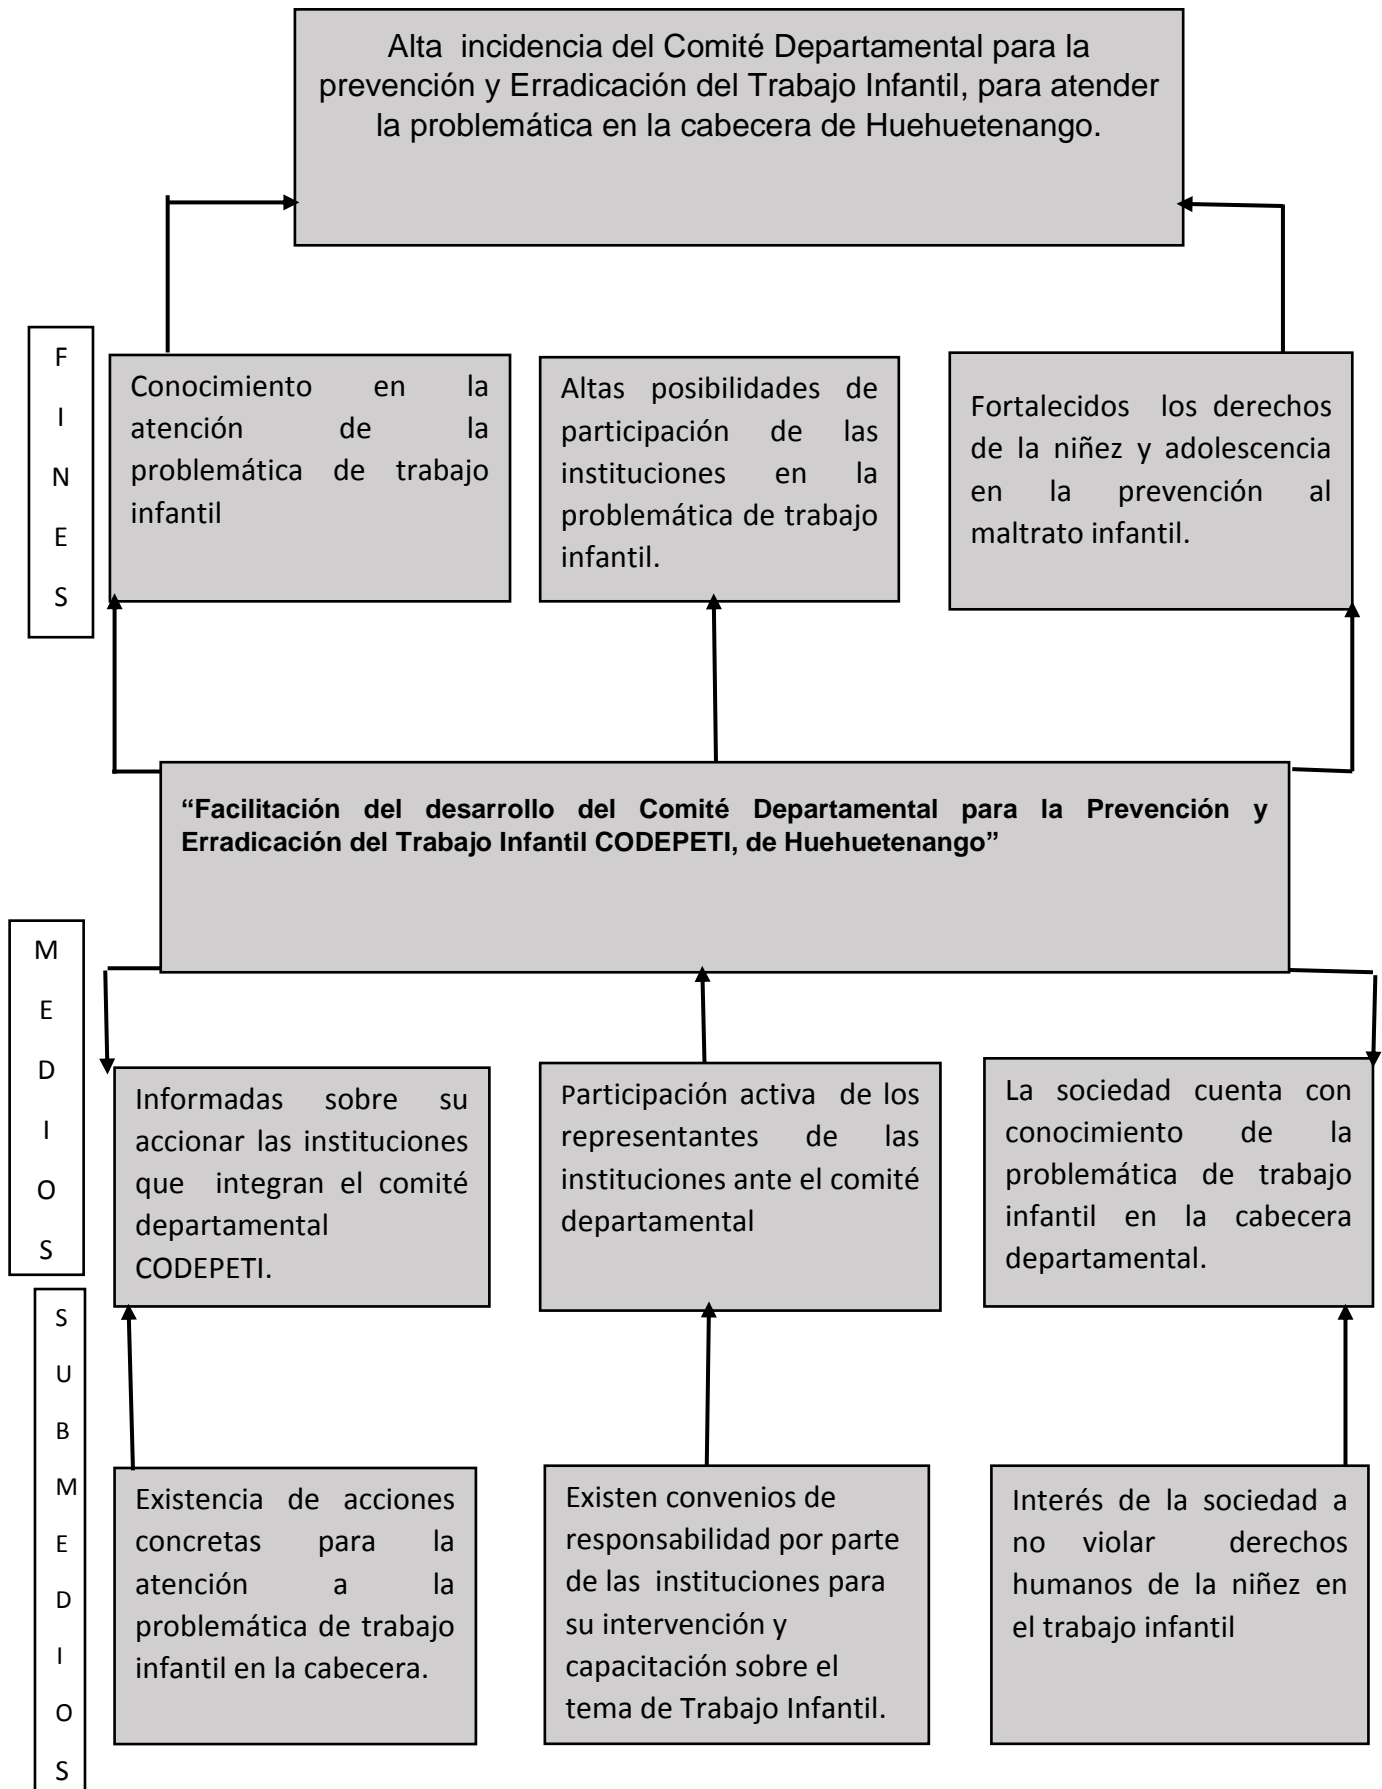 Alta incidencia del Comité Departamental para la
prevención y Erradicación del Trabajo Infantil, para atender
la problemática en la cabecera de Huehuetenango.
F
I
N
E
S
Conocimiento en la
atención de la
problemática de trabajo
infantil
Altas posibilidades de
participación de las
instituciones en la
problemática de trabajo
infantil.
Fortalecidos los derechos
de la niñez y adolescencia
en la prevención al
maltrato infantil.
“Facilitación del desarrollo del Comité Departamental para la Prevención y
Erradicación del Trabajo Infantil CODEPETI, de Huehuetenango”
M
E
D
I
O
S
Informadas sobre su
accionar las instituciones
que integran el comité
departamental
CODEPETI.
Participación activa de los
representantes de las
instituciones ante el comité
departamental
La sociedad cuenta con
conocimiento de la
problemática de trabajo
infantil en la cabecera
departamental.
S
U
B
M
E
D
I
O
S
Existencia de acciones
concretas para la
atención a la
problemática de trabajo
infantil en la cabecera.
Existen convenios de
responsabilidad por parte
de las instituciones para
su intervención y
capacitación sobre el
tema de Trabajo Infantil.
Interés de la sociedad a
no violar derechos
humanos de la niñez en
el trabajo infantil